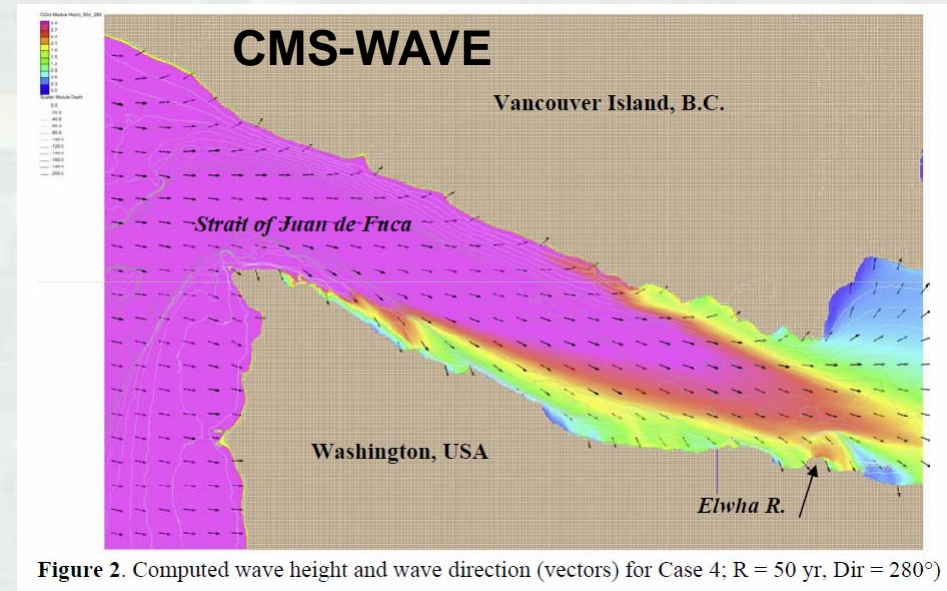 CMS-WAVE
Vancouver Island, B.C.
Strait of Juan de Fuca
Washington, USA
Elwha R.
Figure 2. Computed wave height and wave direction (vectors) for Case 4; R = 50 yr, Dir = 280°)